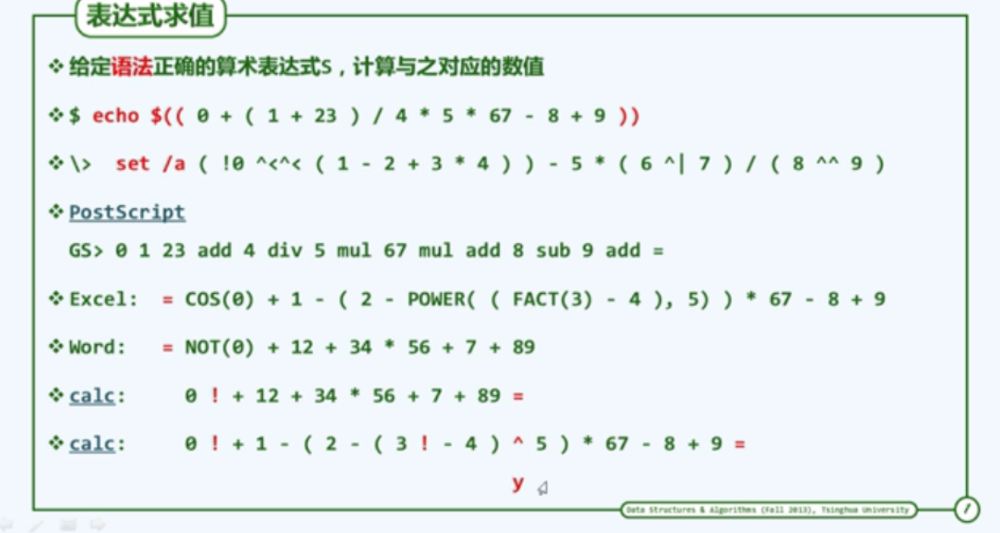 表达式求值
❖ 给定语法正确的算术表达式S，计算与之对应的数值
❖ $ echo $(( 0 + ( 1 + 23 ) / 4 * 5 * 67 - 8 + 9 ))
❖ \> set /a ( !0 ^<^< ( 1 - 2 + 3 * 4 ) ) - 5 * ( 6 ^| 7 ) / ( 8 ^^ 9 )
❖ PostScript
GS> 0 1 23 add 4 div 5 mul 67 mul add 8 sub 9 add =
❖ Excel: = COS(0) + 1 - ( 2 - POWER( ( FACT(3) - 4 ), 5) ) * 67 - 8 + 9
❖ Word: = NOT(0) + 12 + 34 * 56 + 7 + 89
❖ calc: 0 ! + 12 + 34 * 56 + 7 + 89 =
❖ calc: 0 ! + 1 - ( 2 - ( 3 ! - 4 ) ^ 5 ) * 67 - 8 + 9 =
y
Data Structures & Algorithms (Fall 2013), Tsinghua University